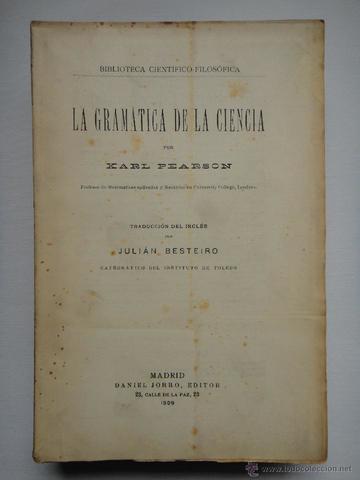 BIBLIOTECA CIENTÍFICO-FILOSÓFICA
LA GRAMÁTICA DE LA CIENCIA
POR
KARL PEARSON
Profesor de Matemáticas aplicadas y Mecánica en University College, Londres.
TRADUCCIÓN DEL INGLÉS
POR
JULIÁN BESTEIRO
CATEDRÁTICO DEL INSTITUTO DE TOLEDO
MADRID
DANIEL JORRO, EDITOR
23, CALLE DE LA PAZ, 23
1909
todocoleccion.net